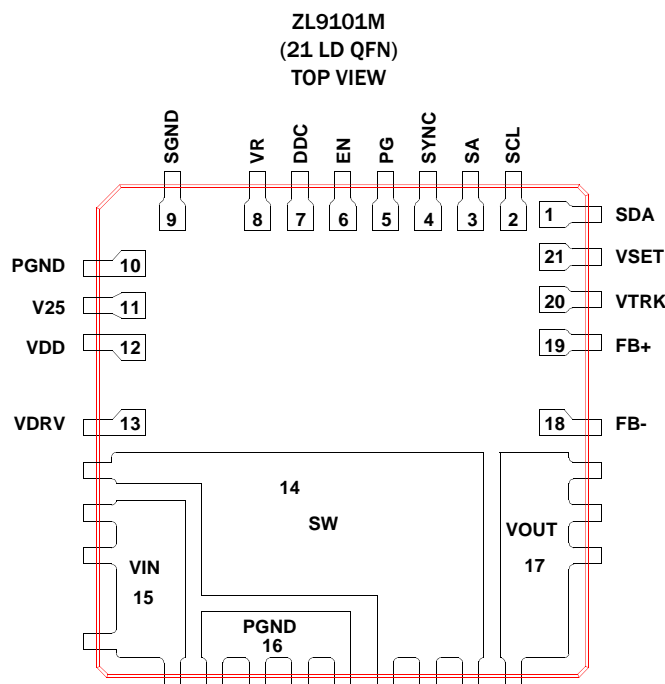 ZL9101M
(21 LD QFN)
TOP VIEW
SGND
VR
DDC
EN
PG
SYNC
SA
SCL
9
8
7
6
5
4
3
2
1
SDA
21
VSET
20
VTRK
19
FB+
18
FB-
PGND
10
V25
11
VDD
12
VDRV
13
14
SW
VOUT
17
VIN
15
PGND
16